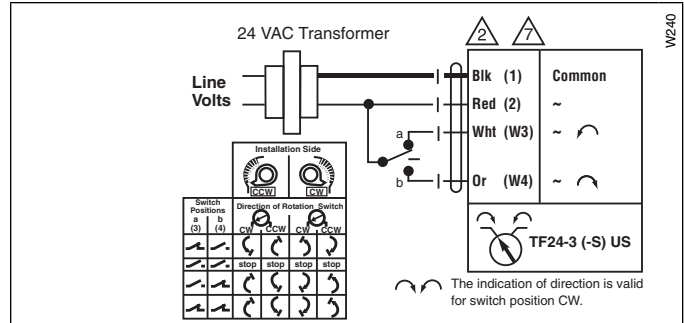 W240
24 VAC Transformer
2 7
Line
Volts
Blk (1) Common
Red (2) ~
Wht (W3) ~
Or (W4) ~
a
b
Installation Side
CCW CW
Switch
Positions
a b
(3) (4)
Direction of Rotation Switch
CW CCW CW CCW
stop stop stop stop
TF24-3 (-S) US
The indication of direction is valid
for switch position CW.